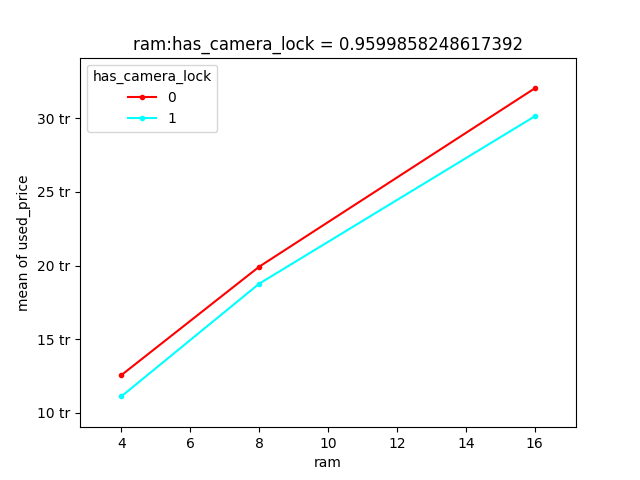 ram:has_camera_lock = 0.9599858248617392
has_camera_lock
0
1
mean of used_price
30 tr
25 tr
20 tr
15 tr
10 tr
4 6 8 10 12 14 16
ram